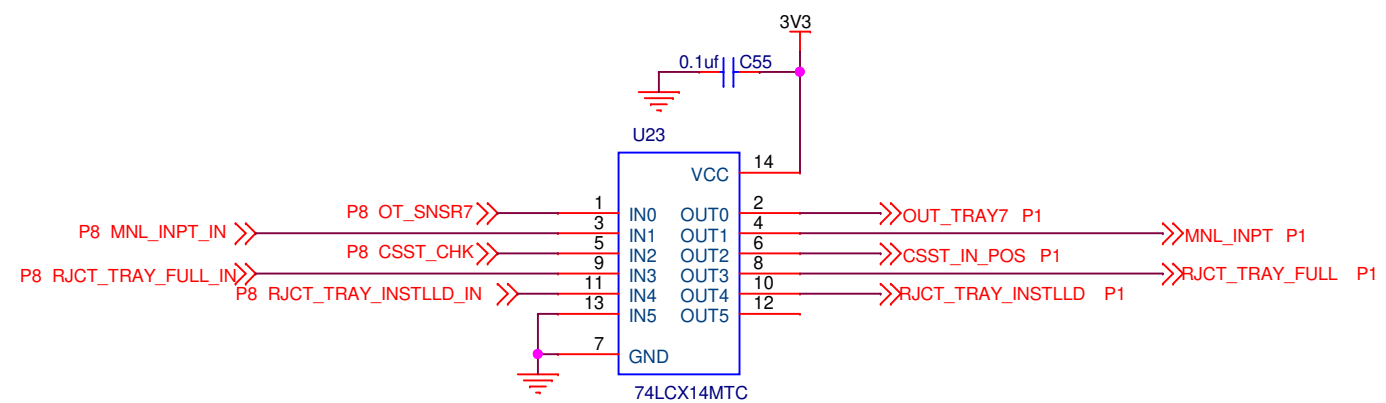 3V3
0.1uf C55
U23
VCC 14
P8 OT_SNSR7 1 IN0 OUT0 2 OUT_TRAY7 P1
P8 MNL_INPT_IN 3 IN1 OUT1 4 MNL_INPT P1
P8 CSST_CHK 5 IN2 OUT2 6 CSST_IN_POS P1
P8 RJCT_TRAY_FULL_IN 9 IN3 OUT3 8 RJCT_TRAY_FULL P1
P8 RJCT_TRAY_INSTLLD_IN 11 IN4 OUT4 10 RJCT_TRAY_INSTLLD P1
13 IN5 OUT5 12
7 GND
74LCX14MTC